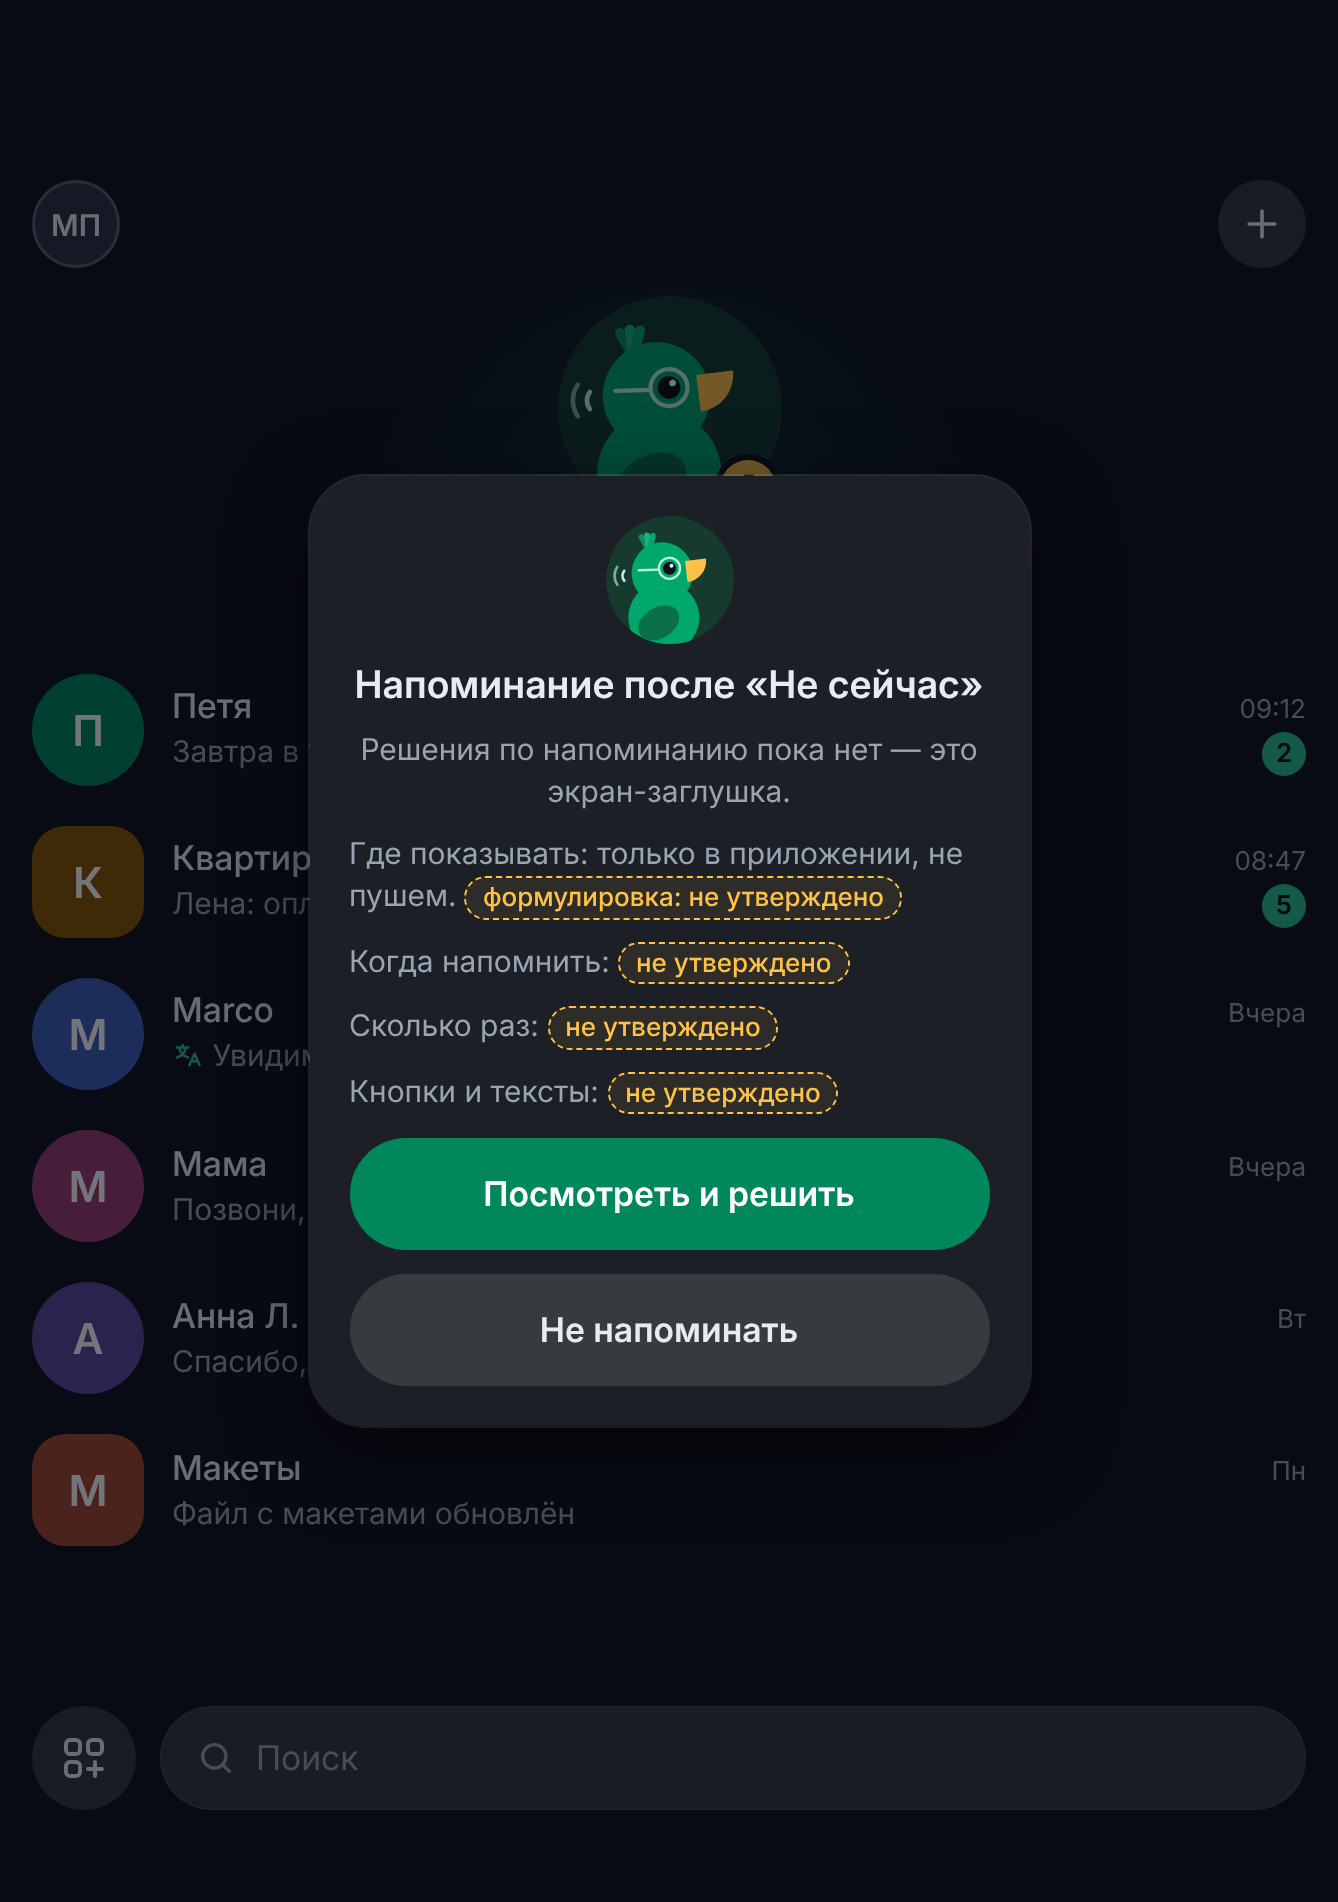 МП
Напоминание после «Не сейчас»
Решения по напоминанию пока нет — это
экран-заглушка.
Где показывать: только в приложении, не
пушем. формулировка: не утверждено
Когда напомнить: не утверждено
Сколько раз: не утверждено
Кнопки и тексты: не утверждено
Посмотреть и решить
Не напоминать
П
Петя
09:12
Завтра в
2
К
Квартир
08:47
Лена: опл
5
M
Marco
Вчера
Увидим
М
Мама
Вчера
Позвони,
А
Анна Л.
Вт
Спасибо,
М
Макеты
Пн
Файл с макетами обновлён
Поиск